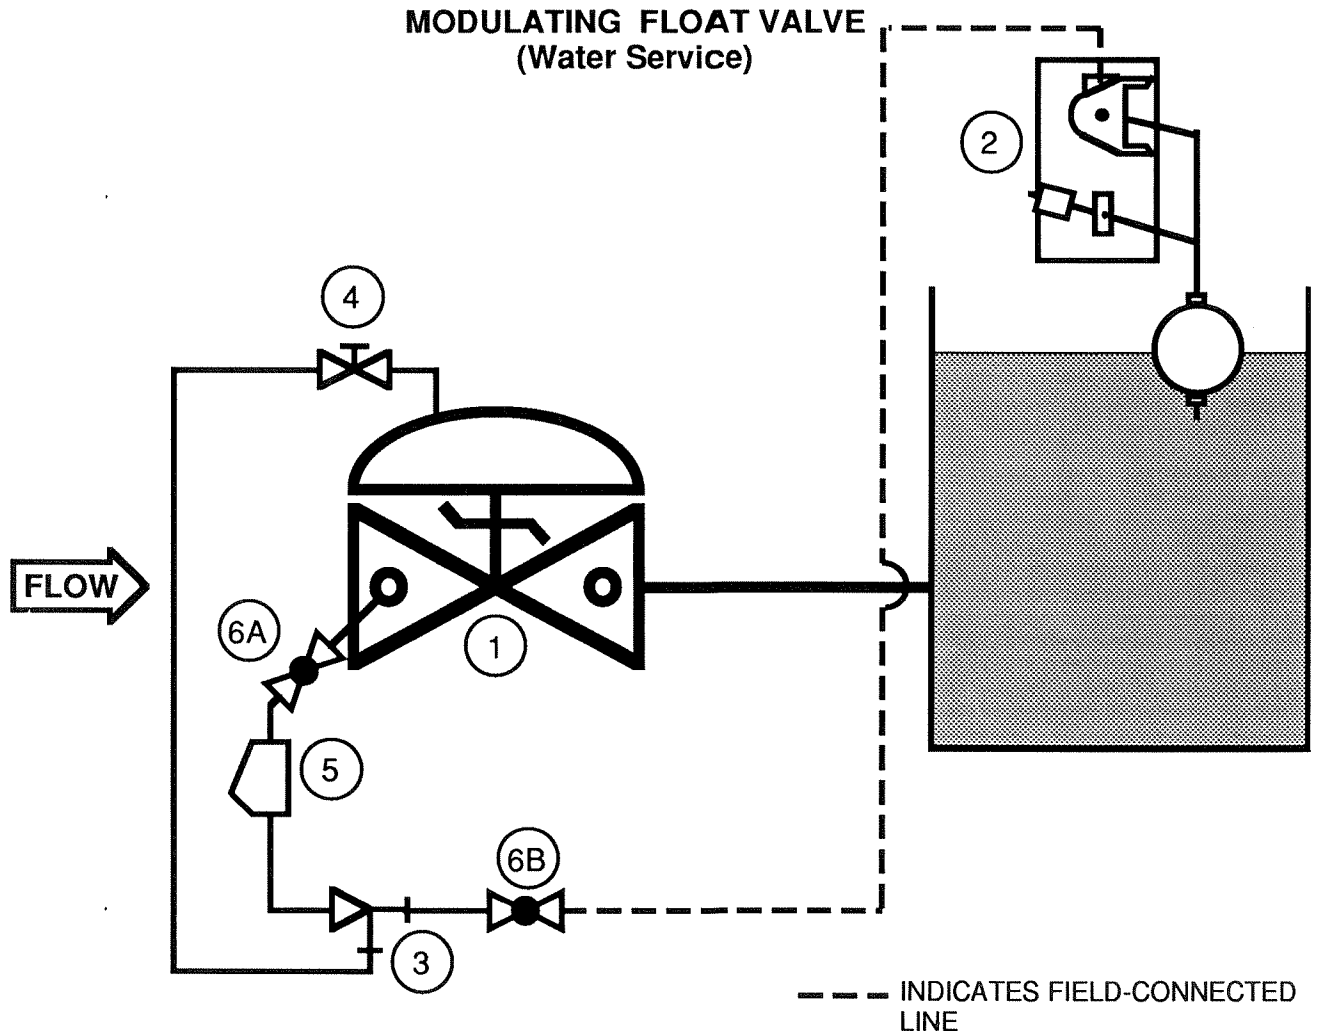 MODULATING FLOAT VALVE
(Water Service)
2
4
FLOW
6A
1
5
6B
3
INDICATES FIELD-CONNECTED
LINE